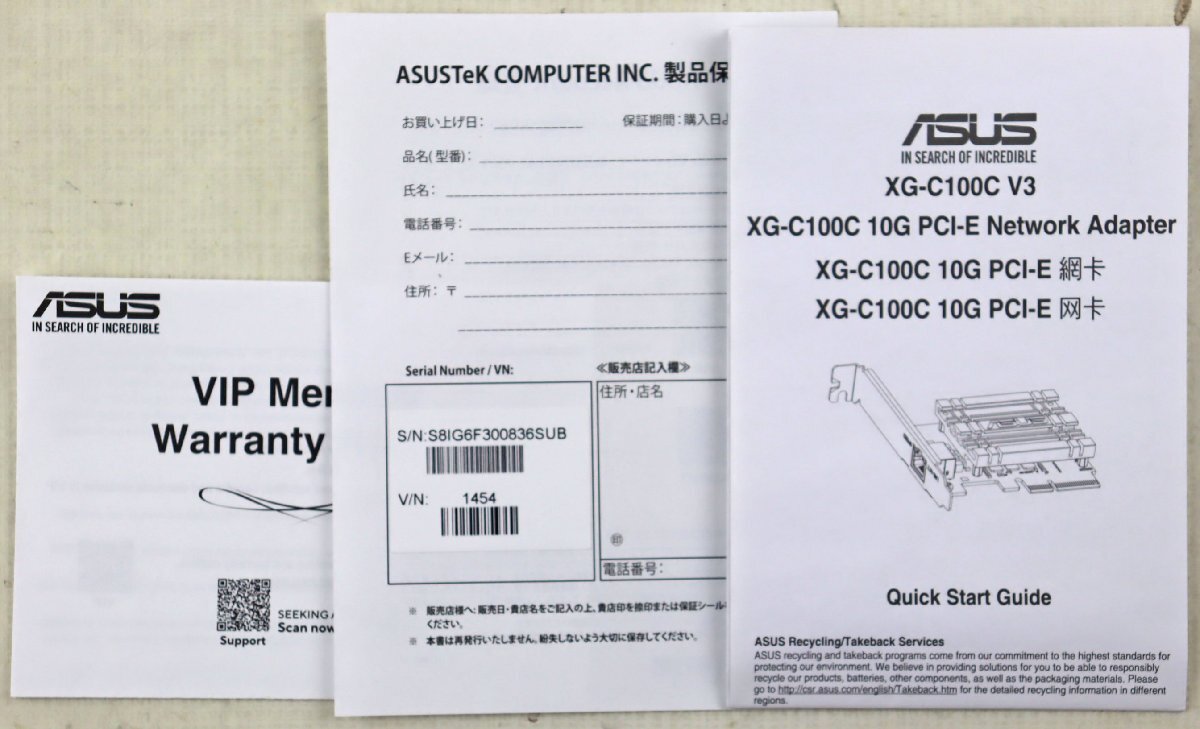 ASUS
IN SEARCH OF INCREDIBLE
VIP Mer
Warranty
SEEKING
Scan now
Support
ASUSTeK COMPUTER INC. 製品保
お買い上げ日:
保証期間:購入日よ
品名(型番):
氏名:
電話番号:
Eメール:
住所: 〒
Serial Number / VN:
≪販売店記入欄≫
住所・店名
S/N:S8IG6F300836SUB
V/N: 1454
印
電話番号:
※ 販売店様へ:販売日・貴店名をご記入の上、貴店印を捺印または保証シール
ください。
※ 本書は再発行いたしません。紛失しないよう大切に保存してください。
ASUS
IN SEARCH OF INCREDIBLE
XG-C100C V3
XG-C100C 10G PCI-E Network Adapter
XG-C100C 10G PCI-E 網卡
XG-C100C 10G PCI-E 网卡
Quick Start Guide
ASUS Recycling/Takeback Services
ASUS recycling and takeback programs come from our commitment to the highest standards for
protecting our environment. We believe in providing solutions for you to be able to responsibly
recycle our products, batteries, other components, as well as the packaging materials. Please
go to http://csr.asus.com/english/Takeback.htm for the detailed recycling information in different
regions.